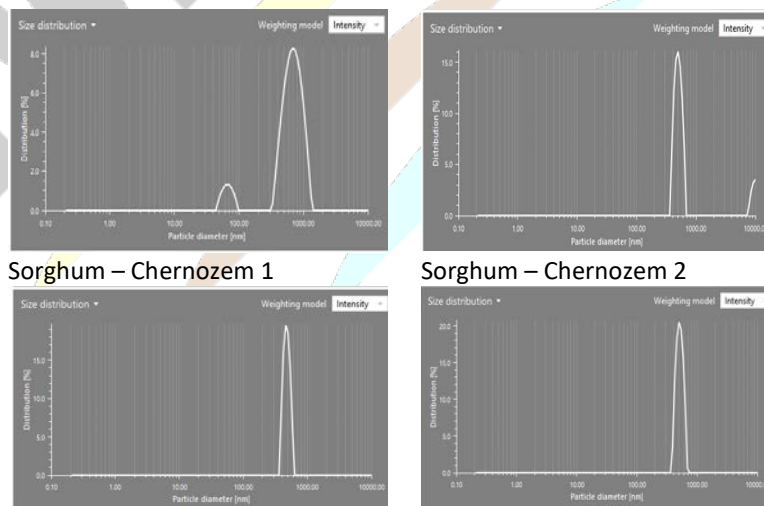 Size distribution ▾ Weighting model Intensity
8.0
6.0
4.0
2.0
0.0
Distribution [%]
0.10 1.00 10.00 100.00 1000.00 10000.00
Particle diameter [nm]
Size distribution ▾ Weighting model Intensity
15.0
10.0
5.0
0.0
Distribution [%]
0.10 1.00 10.00 100.00 1000.00 10000.00
Particle diameter [nm]
Sorghum – Chernozem 1 Sorghum – Chernozem 2
Size distribution ▾ Weighting model Intensity
15.0
10.0
5.0
0.0
Distribution [%]
0.10 1.00 10.00 100.00 1000.00 10000.00
Particle diameter [nm]
Size distribution ▾ Weighting model Intensity
20.0
15.0
10.0
5.0
0.0
Distribution [%]
0.10 1.00 10.00 100.00 1000.00 10000.00
Particle diameter [nm]